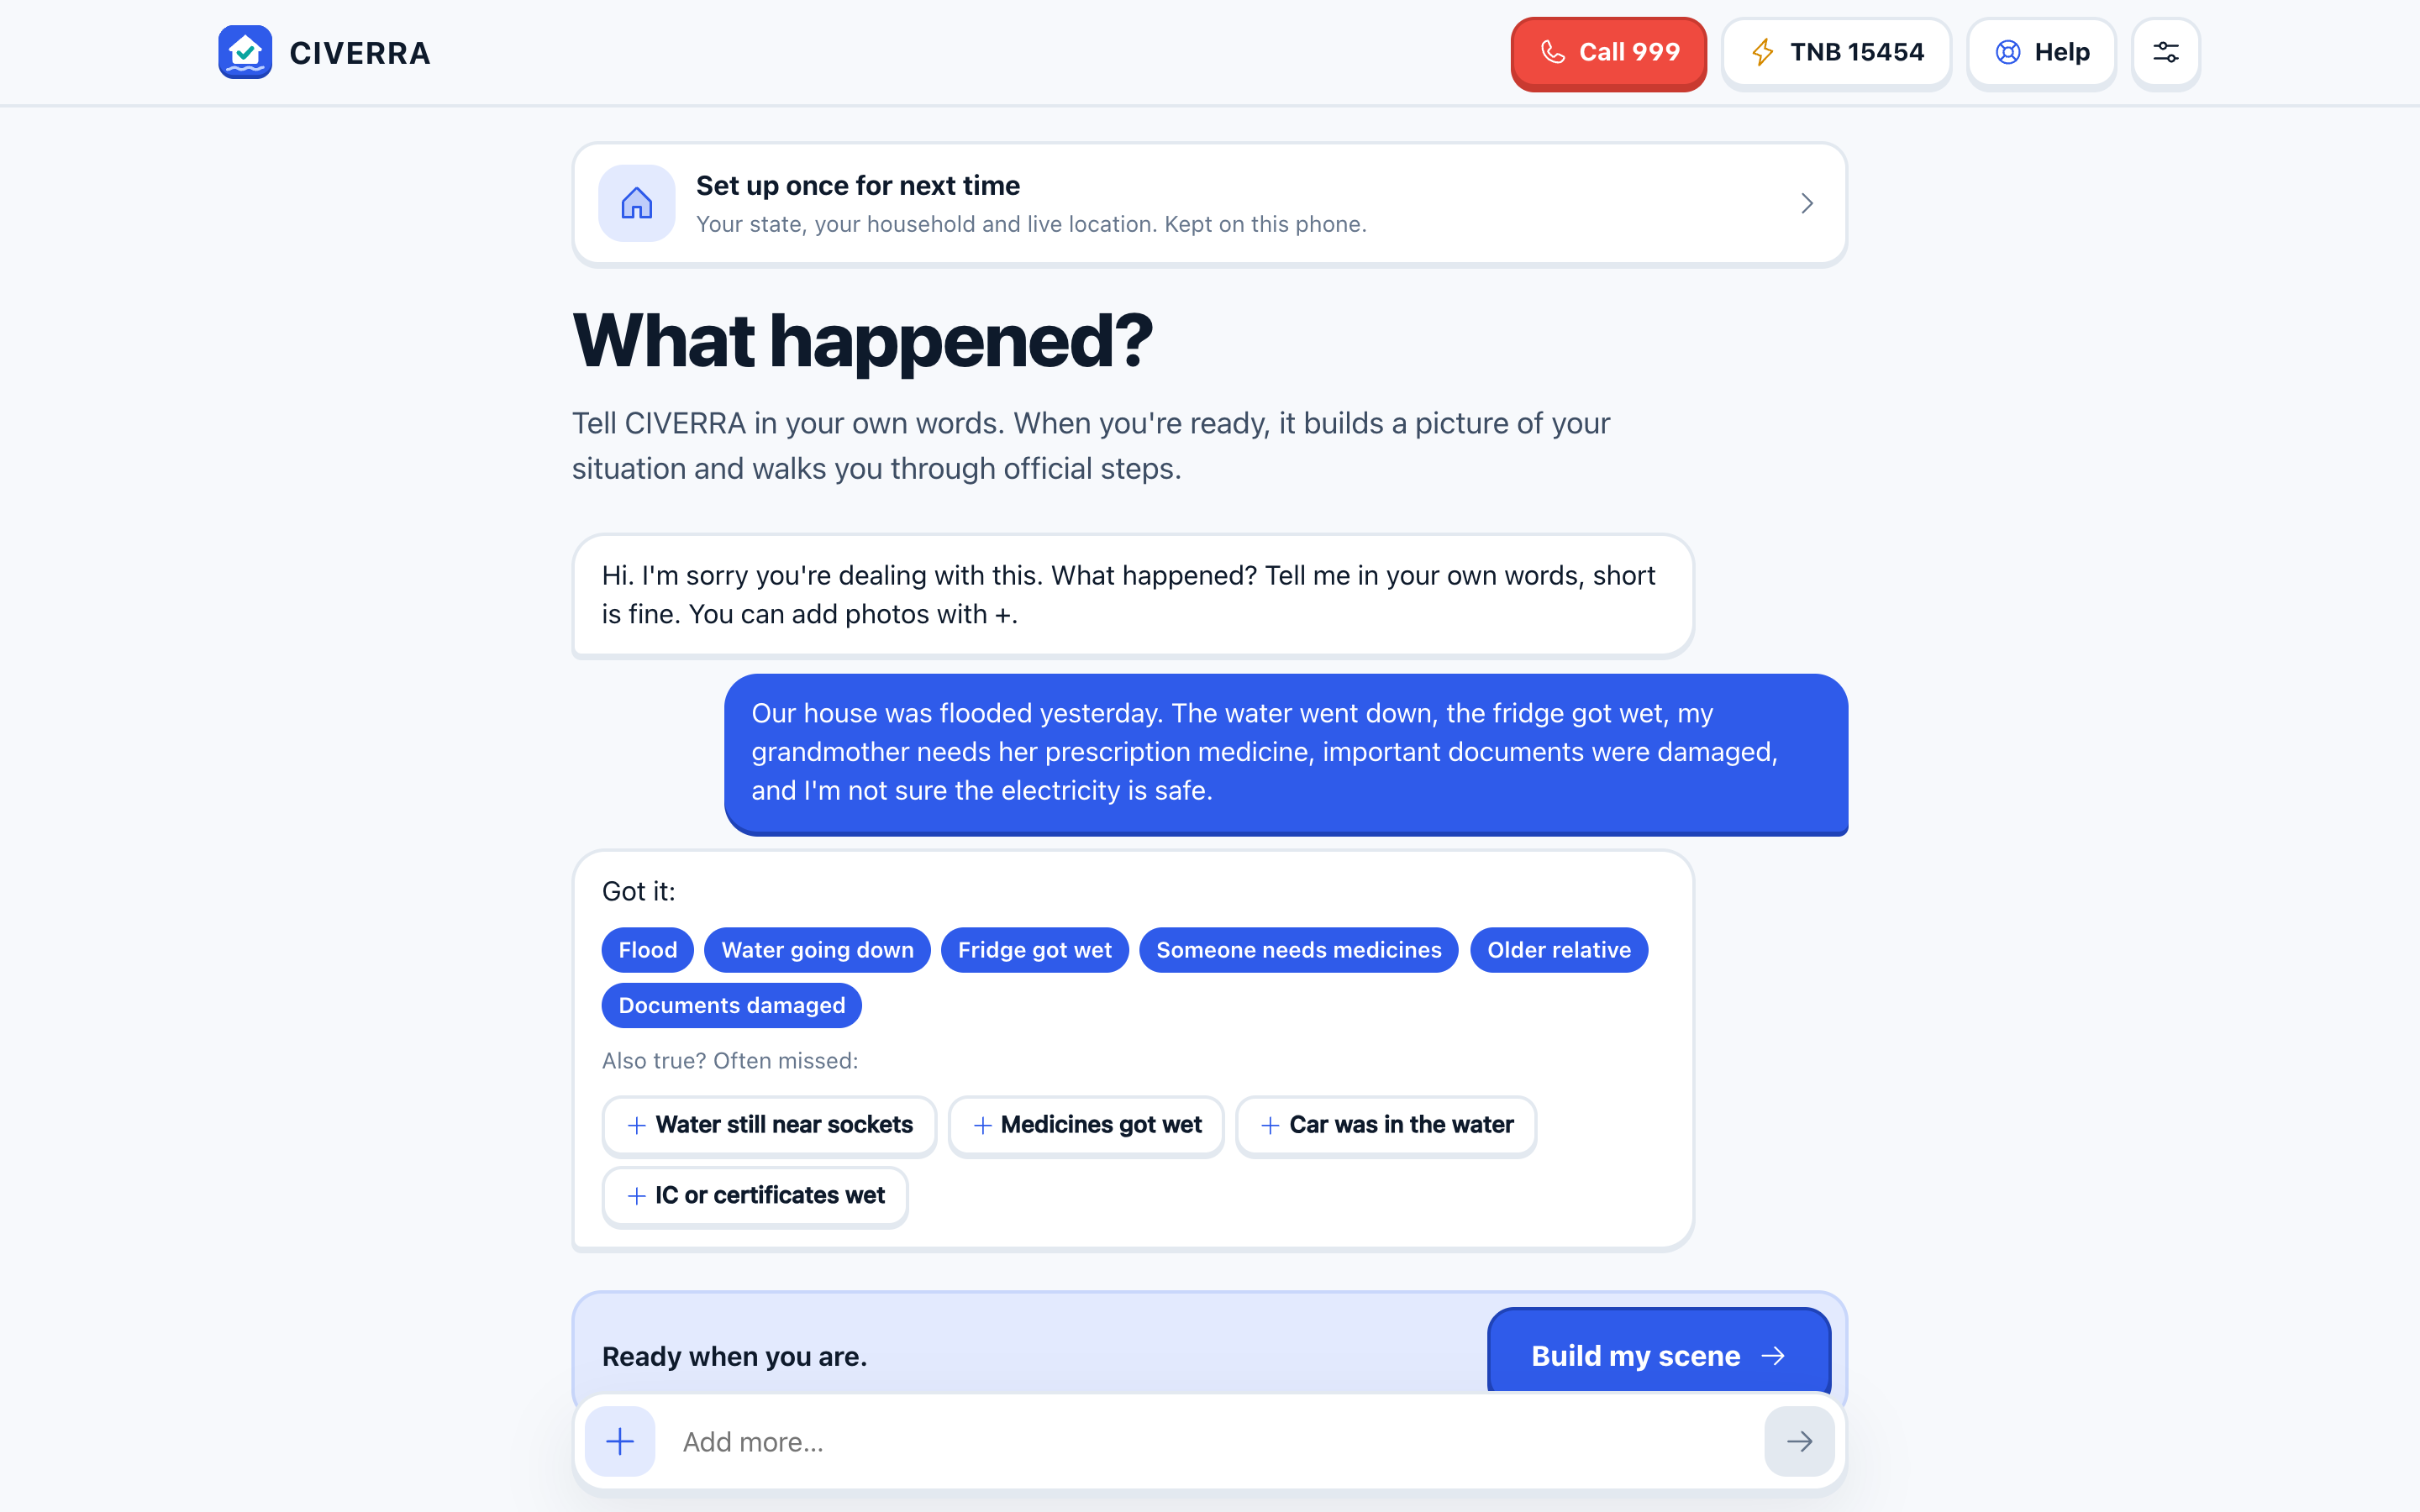 CIVERRA
Call 999
TNB 15454
Help
Set up once for next time
Your state, your household and live location. Kept on this phone.
What happened?
Tell CIVERRA in your own words. When you're ready, it builds a picture of your
situation and walks you through official steps.
Hi. I'm sorry you're dealing with this. What happened? Tell me in your own words, short
is fine. You can add photos with +.
Our house was flooded yesterday. The water went down, the fridge got wet, my
grandmother needs her prescription medicine, important documents were damaged,
and I'm not sure the electricity is safe.
Got it:
Flood
Water going down
Fridge got wet
Someone needs medicines
Older relative
Documents damaged
Also true? Often missed:
+ Water still near sockets
+ Medicines got wet
+ Car was in the water
+ IC or certificates wet
Ready when you are.
Build my scene →
+ Add more... →